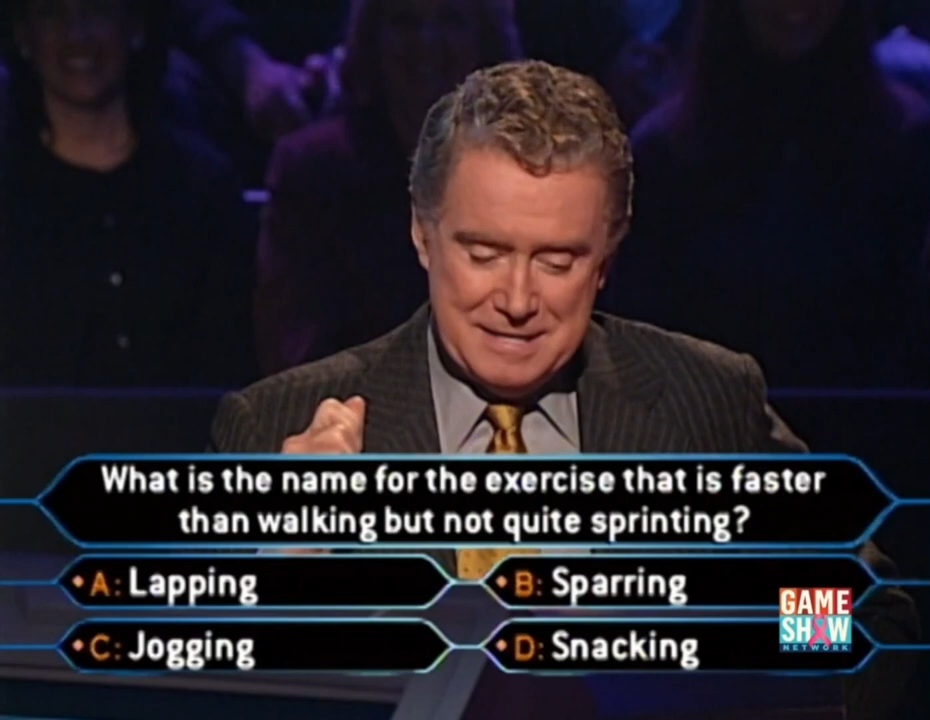 What is the name for the exercise that is faster
than walking but not quite sprinting?
A: Lapping
B: Sparring
C: Jogging
D: Snacking
GAME
SHOW
NETWORK